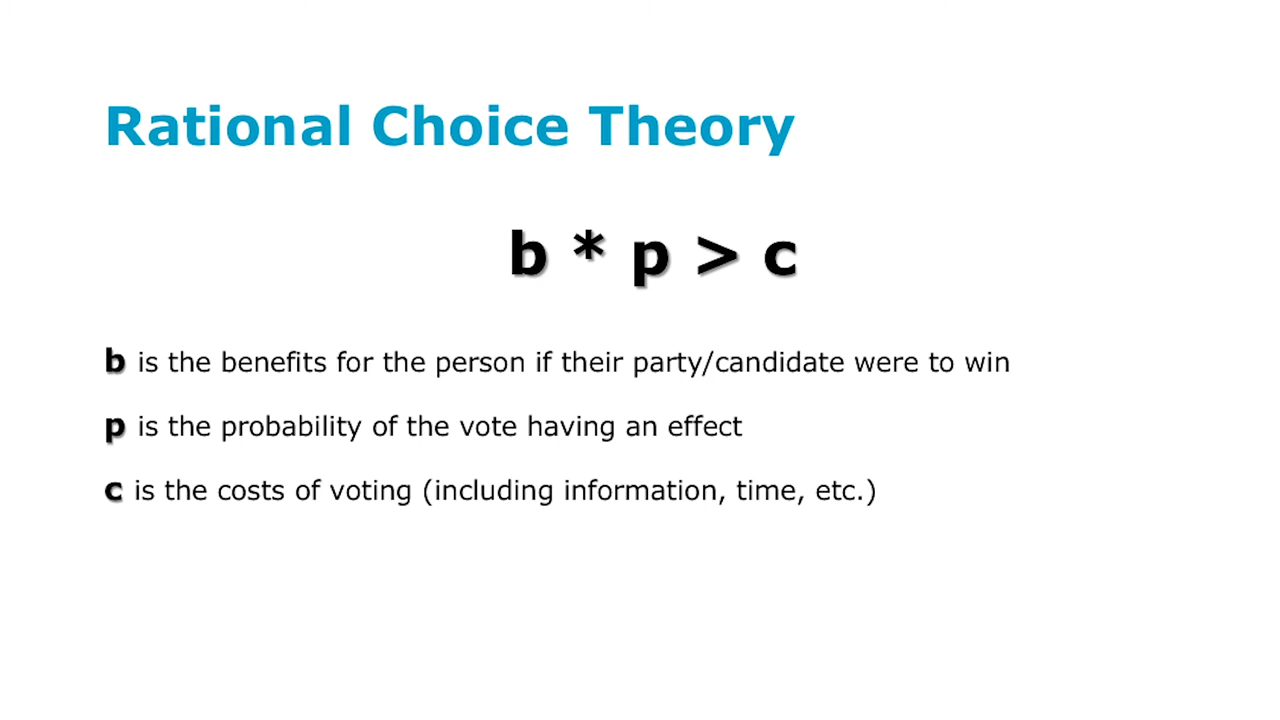 Rational Choice Theory
b * p > c
b is the benefits for the person if their party/candidate were to win
p is the probability of the vote having an effect
c is the costs of voting (including information, time, etc.)